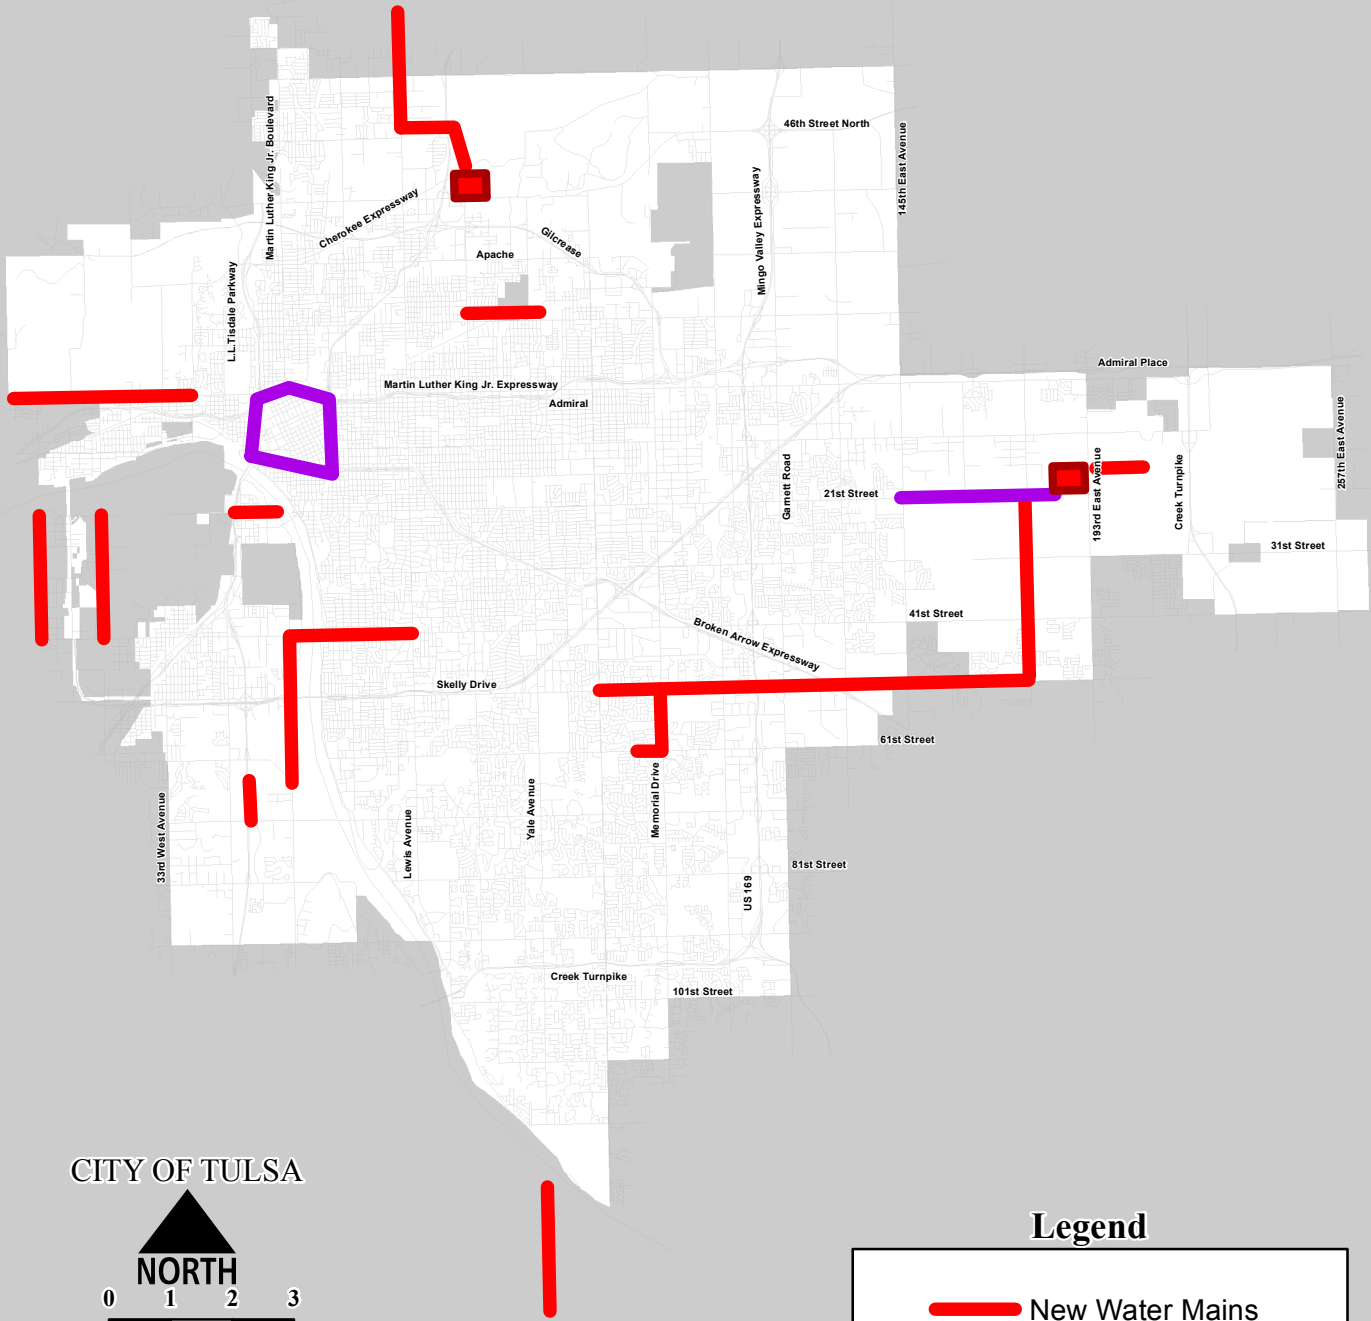 46th Street North
145th East Avenue
Martin Luther King Jr. Boulevard
Mingo Valley Expressway
Cherokee Expressway
Gilcrease
Apache
L.L.Tisdale Parkway
Admiral Place
Martin Luther King Jr. Expressway
Admiral
257th East Avenue
Garnett Road
21st Street
193rd East Avenue
Creek Turnpike
31st Street
41st Street
Broken Arrow Expressway
Skelly Drive
61st Street
33rd West Avenue
Lewis Avenue
Yale Avenue
Memorial Drive
81st Street
US 169
Creek Turnpike
101st Street
CITY OF TULSA
NORTH
0 1 2 3
Legend
New Water Mains